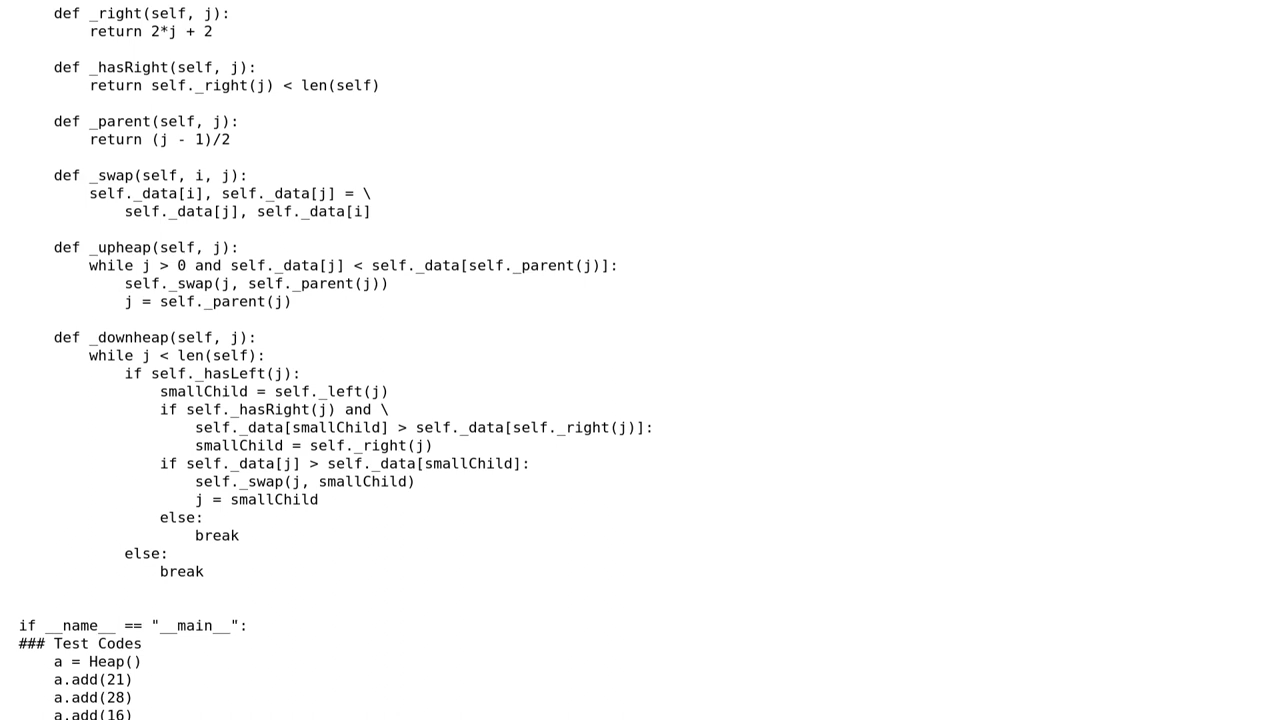 def _right(self, j):
        return 2*j + 2

    def _hasRight(self, j):
        return self._right(j) < len(self)

    def _parent(self, j):
        return (j - 1)/2

    def _swap(self, i, j):
        self._data[i], self._data[j] = \
            self._data[j], self._data[i]

    def _upheap(self, j):
        while j > 0 and self._data[j] < self._data[self._parent(j)]:
            self._swap(j, self._parent(j))
            j = self._parent(j)

    def _downheap(self, j):
        while j < len(self):
            if self._hasLeft(j):
                smallChild = self._left(j)
                if self._hasRight(j) and \
                    self._data[smallChild] > self._data[self._right(j)]:
                    smallChild = self._right(j)
                if self._data[j] > self._data[smallChild]:
                    self._swap(j, smallChild)
                    j = smallChild
                else:
                    break
            else:
                break


if __name__ == "__main__":
### Test Codes
    a = Heap()
    a.add(21)
    a.add(28)
    a.add(16)